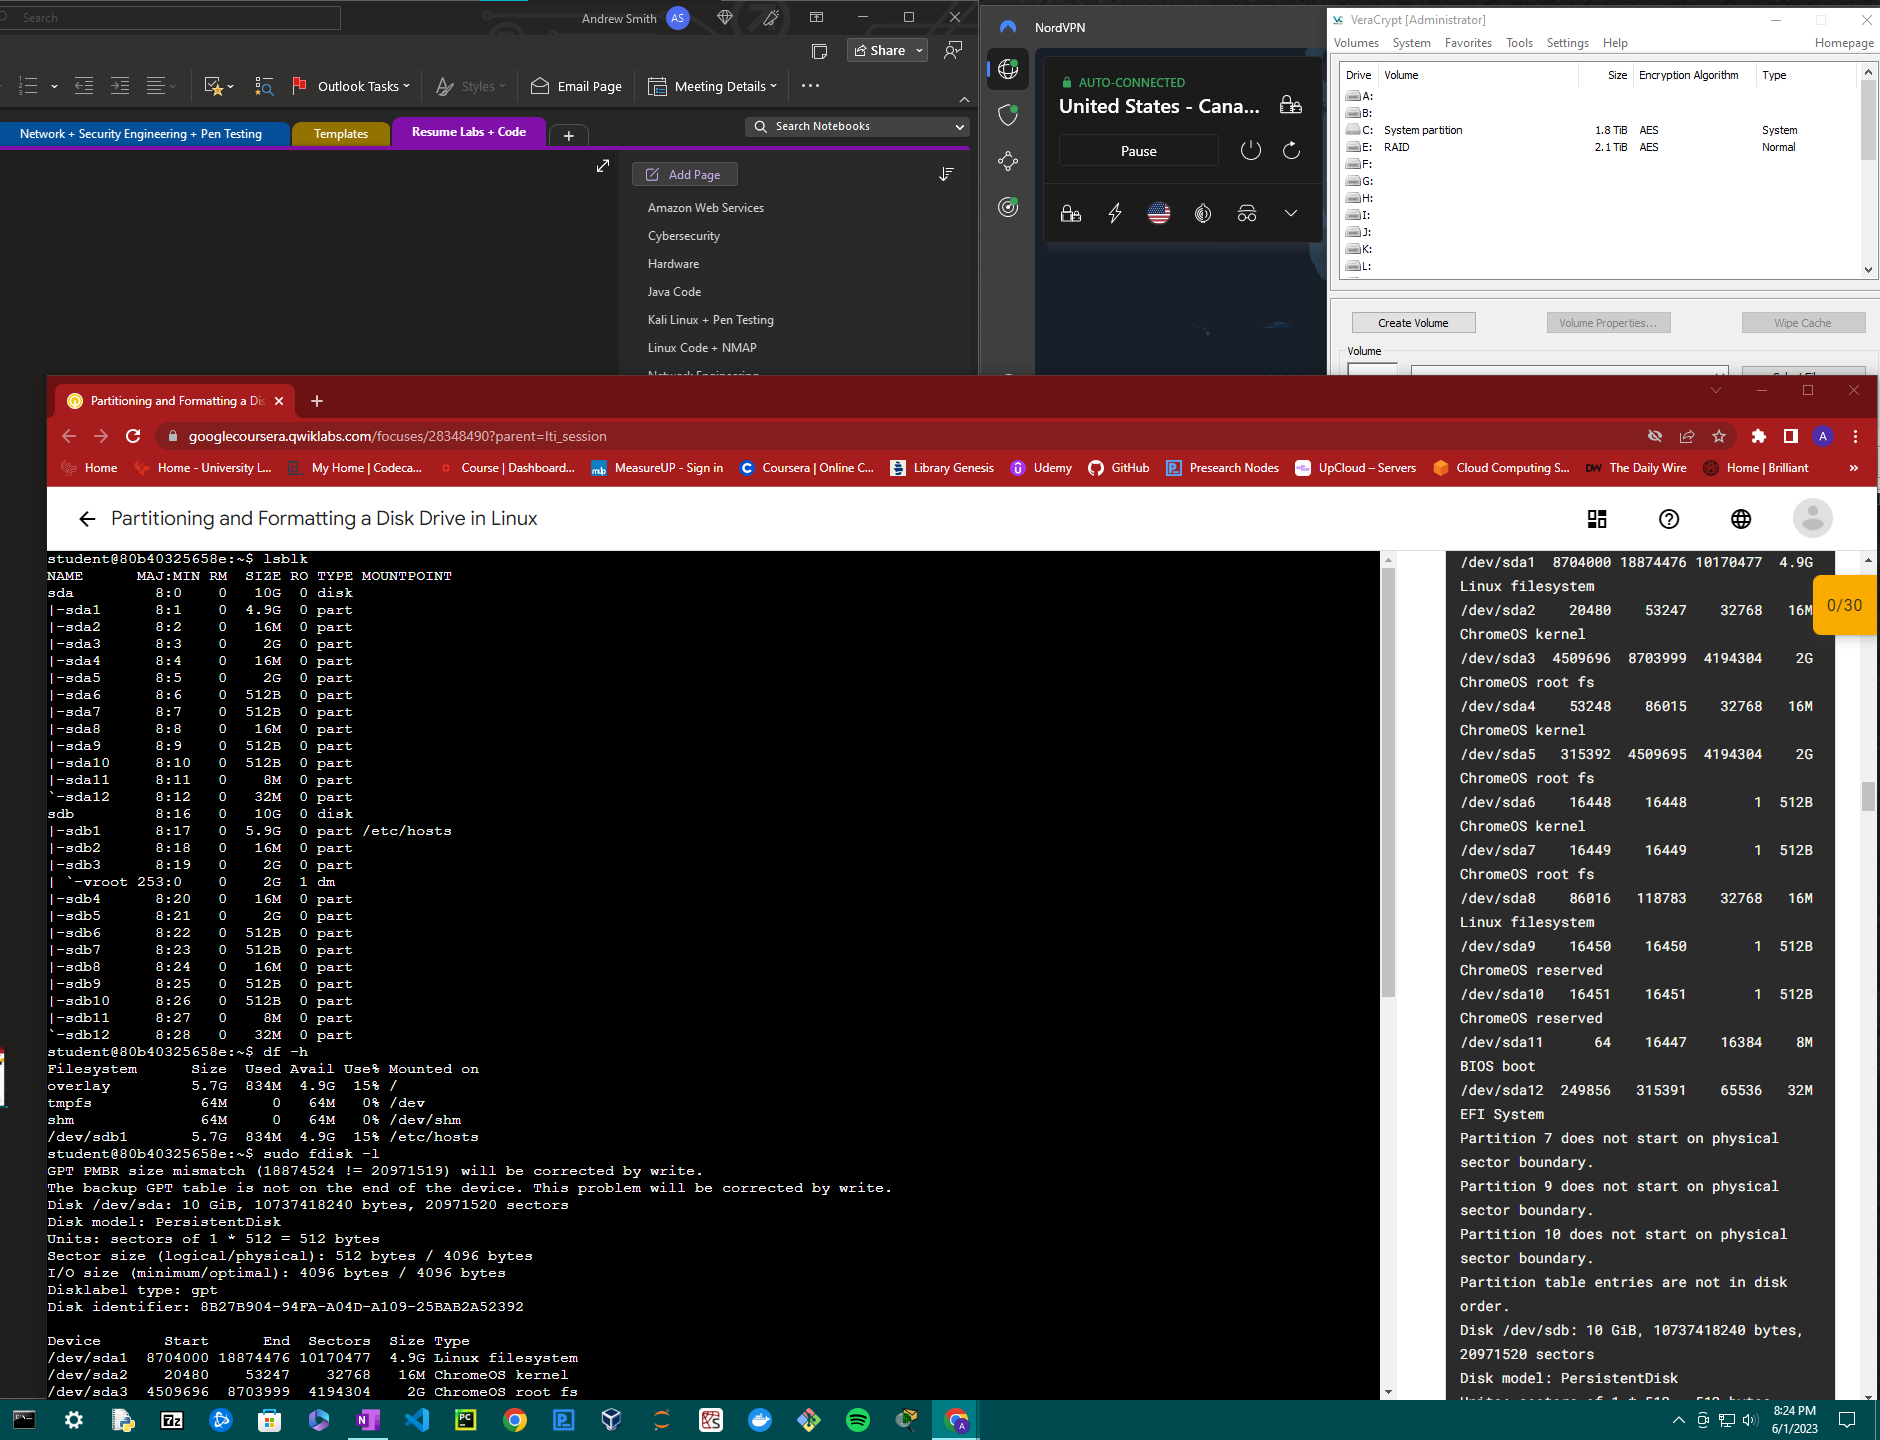 Search
Andrew Smith AS
Share
Outlook Tasks
Styles
Email Page
Meeting Details
Network + Security Engineering + Pen Testing
Templates
Resume Labs + Code
+
Search Notebooks
Add Page
Amazon Web Services
Cybersecurity
Hardware
Java Code
Kali Linux + Pen Testing
Linux Code + NMAP
NordVPN
AUTO-CONNECTED
United States - Cana...
Pause
VeraCrypt [Administrator]
Volumes System Favorites Tools Settings Help Homepage
Drive Volume Size Encryption Algorithm Type
A:
B:
C: System partition 1.8 TiB AES System
E: RAID 2.1 TiB AES Normal
F:
G:
H:
I:
J:
K:
L:
Create Volume Volume Properties... Wipe Cache
Volume
Partitioning and Formatting a Dis
googlecoursera.qwiklabs.com/focuses/28348490?parent=lti_session
A
Home Home - University L... My Home | Codeca... Course | Dashboard... MeasureUP - Sign in Coursera | Online C... Library Genesis Udemy GitHub Presearch Nodes UpCloud – Servers Cloud Computing S... DW The Daily Wire Home | Brilliant »
Partitioning and Formatting a Disk Drive in Linux
student@80b40325658e:~$ lsblk
NAME MAJ:MIN RM SIZE RO TYPE MOUNTPOINT
sda 8:0 0 10G 0 disk
|-sda1 8:1 0 4.9G 0 part
|-sda2 8:2 0 16M 0 part
|-sda3 8:3 0 2G 0 part
|-sda4 8:4 0 16M 0 part
|-sda5 8:5 0 2G 0 part
|-sda6 8:6 0 512B 0 part
|-sda7 8:7 0 512B 0 part
|-sda8 8:8 0 16M 0 part
|-sda9 8:9 0 512B 0 part
|-sda10 8:10 0 512B 0 part
|-sda11 8:11 0 8M 0 part
`-sda12 8:12 0 32M 0 part
sdb 8:16 0 10G 0 disk
|-sdb1 8:17 0 5.9G 0 part /etc/hosts
|-sdb2 8:18 0 16M 0 part
|-sdb3 8:19 0 2G 0 part
| `-vroot 253:0 0 2G 1 dm
|-sdb4 8:20 0 16M 0 part
|-sdb5 8:21 0 2G 0 part
|-sdb6 8:22 0 512B 0 part
|-sdb7 8:23 0 512B 0 part
|-sdb8 8:24 0 16M 0 part
|-sdb9 8:25 0 512B 0 part
|-sdb10 8:26 0 512B 0 part
|-sdb11 8:27 0 8M 0 part
`-sdb12 8:28 0 32M 0 part
student@80b40325658e:~$ df -h
Filesystem Size Used Avail Use% Mounted on
overlay 5.7G 834M 4.9G 15% /
tmpfs 64M 0 64M 0% /dev
shm 64M 0 64M 0% /dev/shm
/dev/sdb1 5.7G 834M 4.9G 15% /etc/hosts
student@80b40325658e:~$ sudo fdisk -l
GPT PMBR size mismatch (18874524 != 20971519) will be corrected by write.
The backup GPT table is not on the end of the device. This problem will be corrected by write.
Disk /dev/sda: 10 GiB, 10737418240 bytes, 20971520 sectors
Disk model: PersistentDisk
Units: sectors of 1 * 512 = 512 bytes
Sector size (logical/physical): 512 bytes / 4096 bytes
I/O size (minimum/optimal): 4096 bytes / 4096 bytes
Disklabel type: gpt
Disk identifier: 8B27B904-94FA-A04D-A109-25BAB2A52392
Device Start End Sectors Size Type
/dev/sda1 8704000 18874476 10170477 4.9G Linux filesystem
/dev/sda2 20480 53247 32768 16M ChromeOS kernel
/dev/sda3 4509696 8703999 4194304 2G ChromeOS root fs
/dev/sda1 8704000 18874476 10170477 4.9G
Linux filesystem
/dev/sda2 20480 53247 32768 16M
ChromeOS kernel
/dev/sda3 4509696 8703999 4194304 2G
ChromeOS root fs
/dev/sda4 53248 86015 32768 16M
ChromeOS kernel
/dev/sda5 315392 4509695 4194304 2G
ChromeOS root fs
/dev/sda6 16448 16448 1 512B
ChromeOS kernel
/dev/sda7 16449 16449 1 512B
ChromeOS root fs
/dev/sda8 86016 118783 32768 16M
Linux filesystem
/dev/sda9 16450 16450 1 512B
ChromeOS reserved
/dev/sda10 16451 16451 1 512B
ChromeOS reserved
/dev/sda11 64 16447 16384 8M
BIOS boot
/dev/sda12 249856 315391 65536 32M
EFI System
Partition 7 does not start on physical
sector boundary.
Partition 9 does not start on physical
sector boundary.
Partition 10 does not start on physical
sector boundary.
Partition table entries are not in disk
order.
Disk /dev/sdb: 10 GiB, 10737418240 bytes,
20971520 sectors
Disk model: PersistentDisk
0/30
8:24 PM
6/1/2023